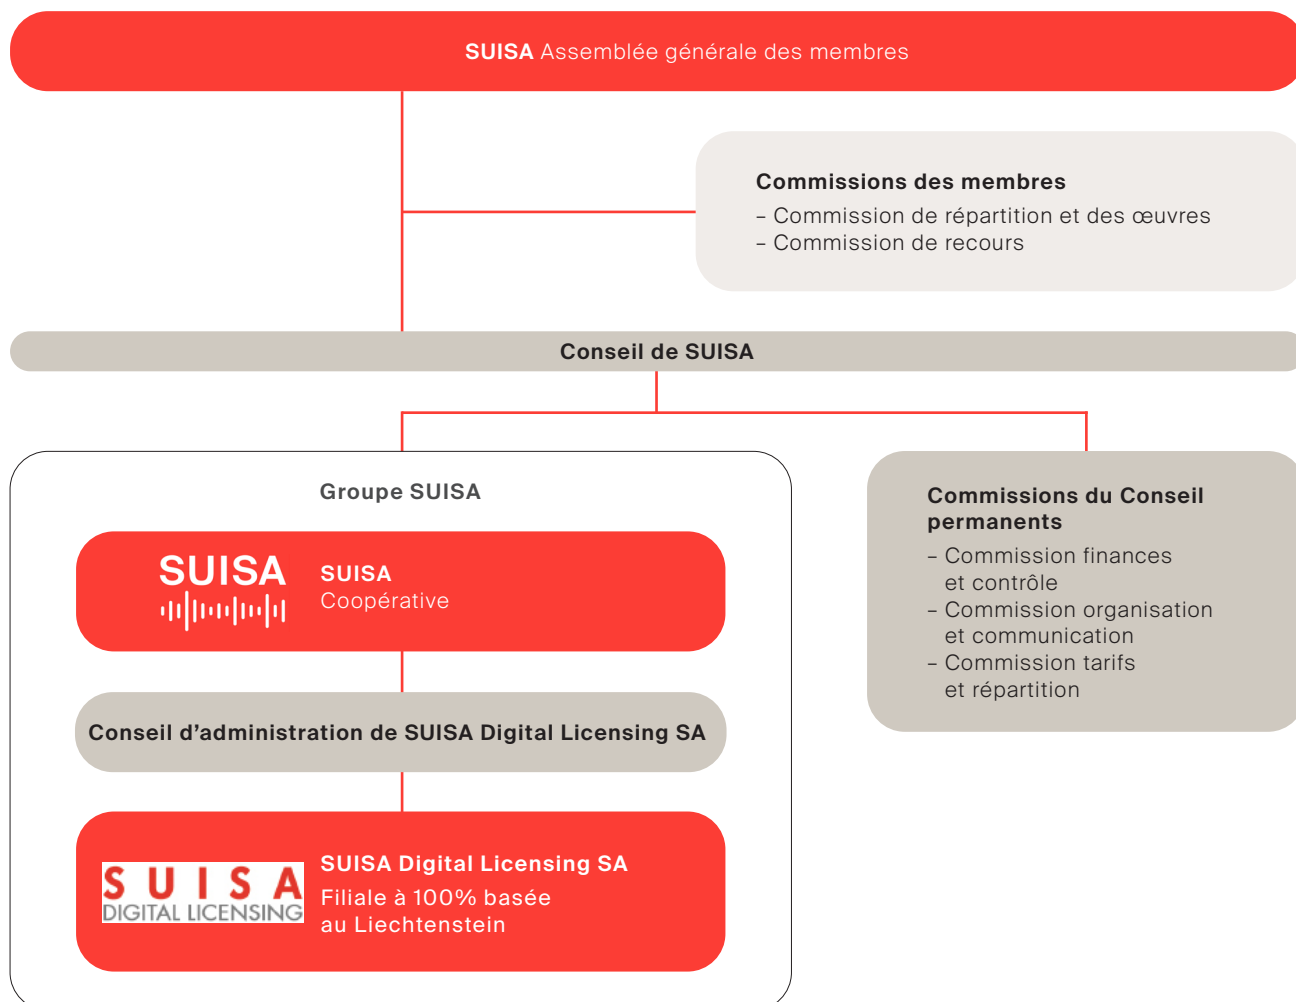 SUISA Assemblée générale des membres
Commissions des membres
– Commission de répartition et des œuvres
– Commission de recours
Conseil de SUISA
Groupe SUISA
SUISA
SUISA
Coopérative
Conseil d’administration de SUISA Digital Licensing SA
SUISA
DIGITAL LICENSING
SUISA Digital Licensing SA
Filiale à 100% basée
au Liechtenstein
Commissions du Conseil
permanents
– Commission finances
et contrôle
– Commission organisation
et communication
– Commission tarifs
et répartition